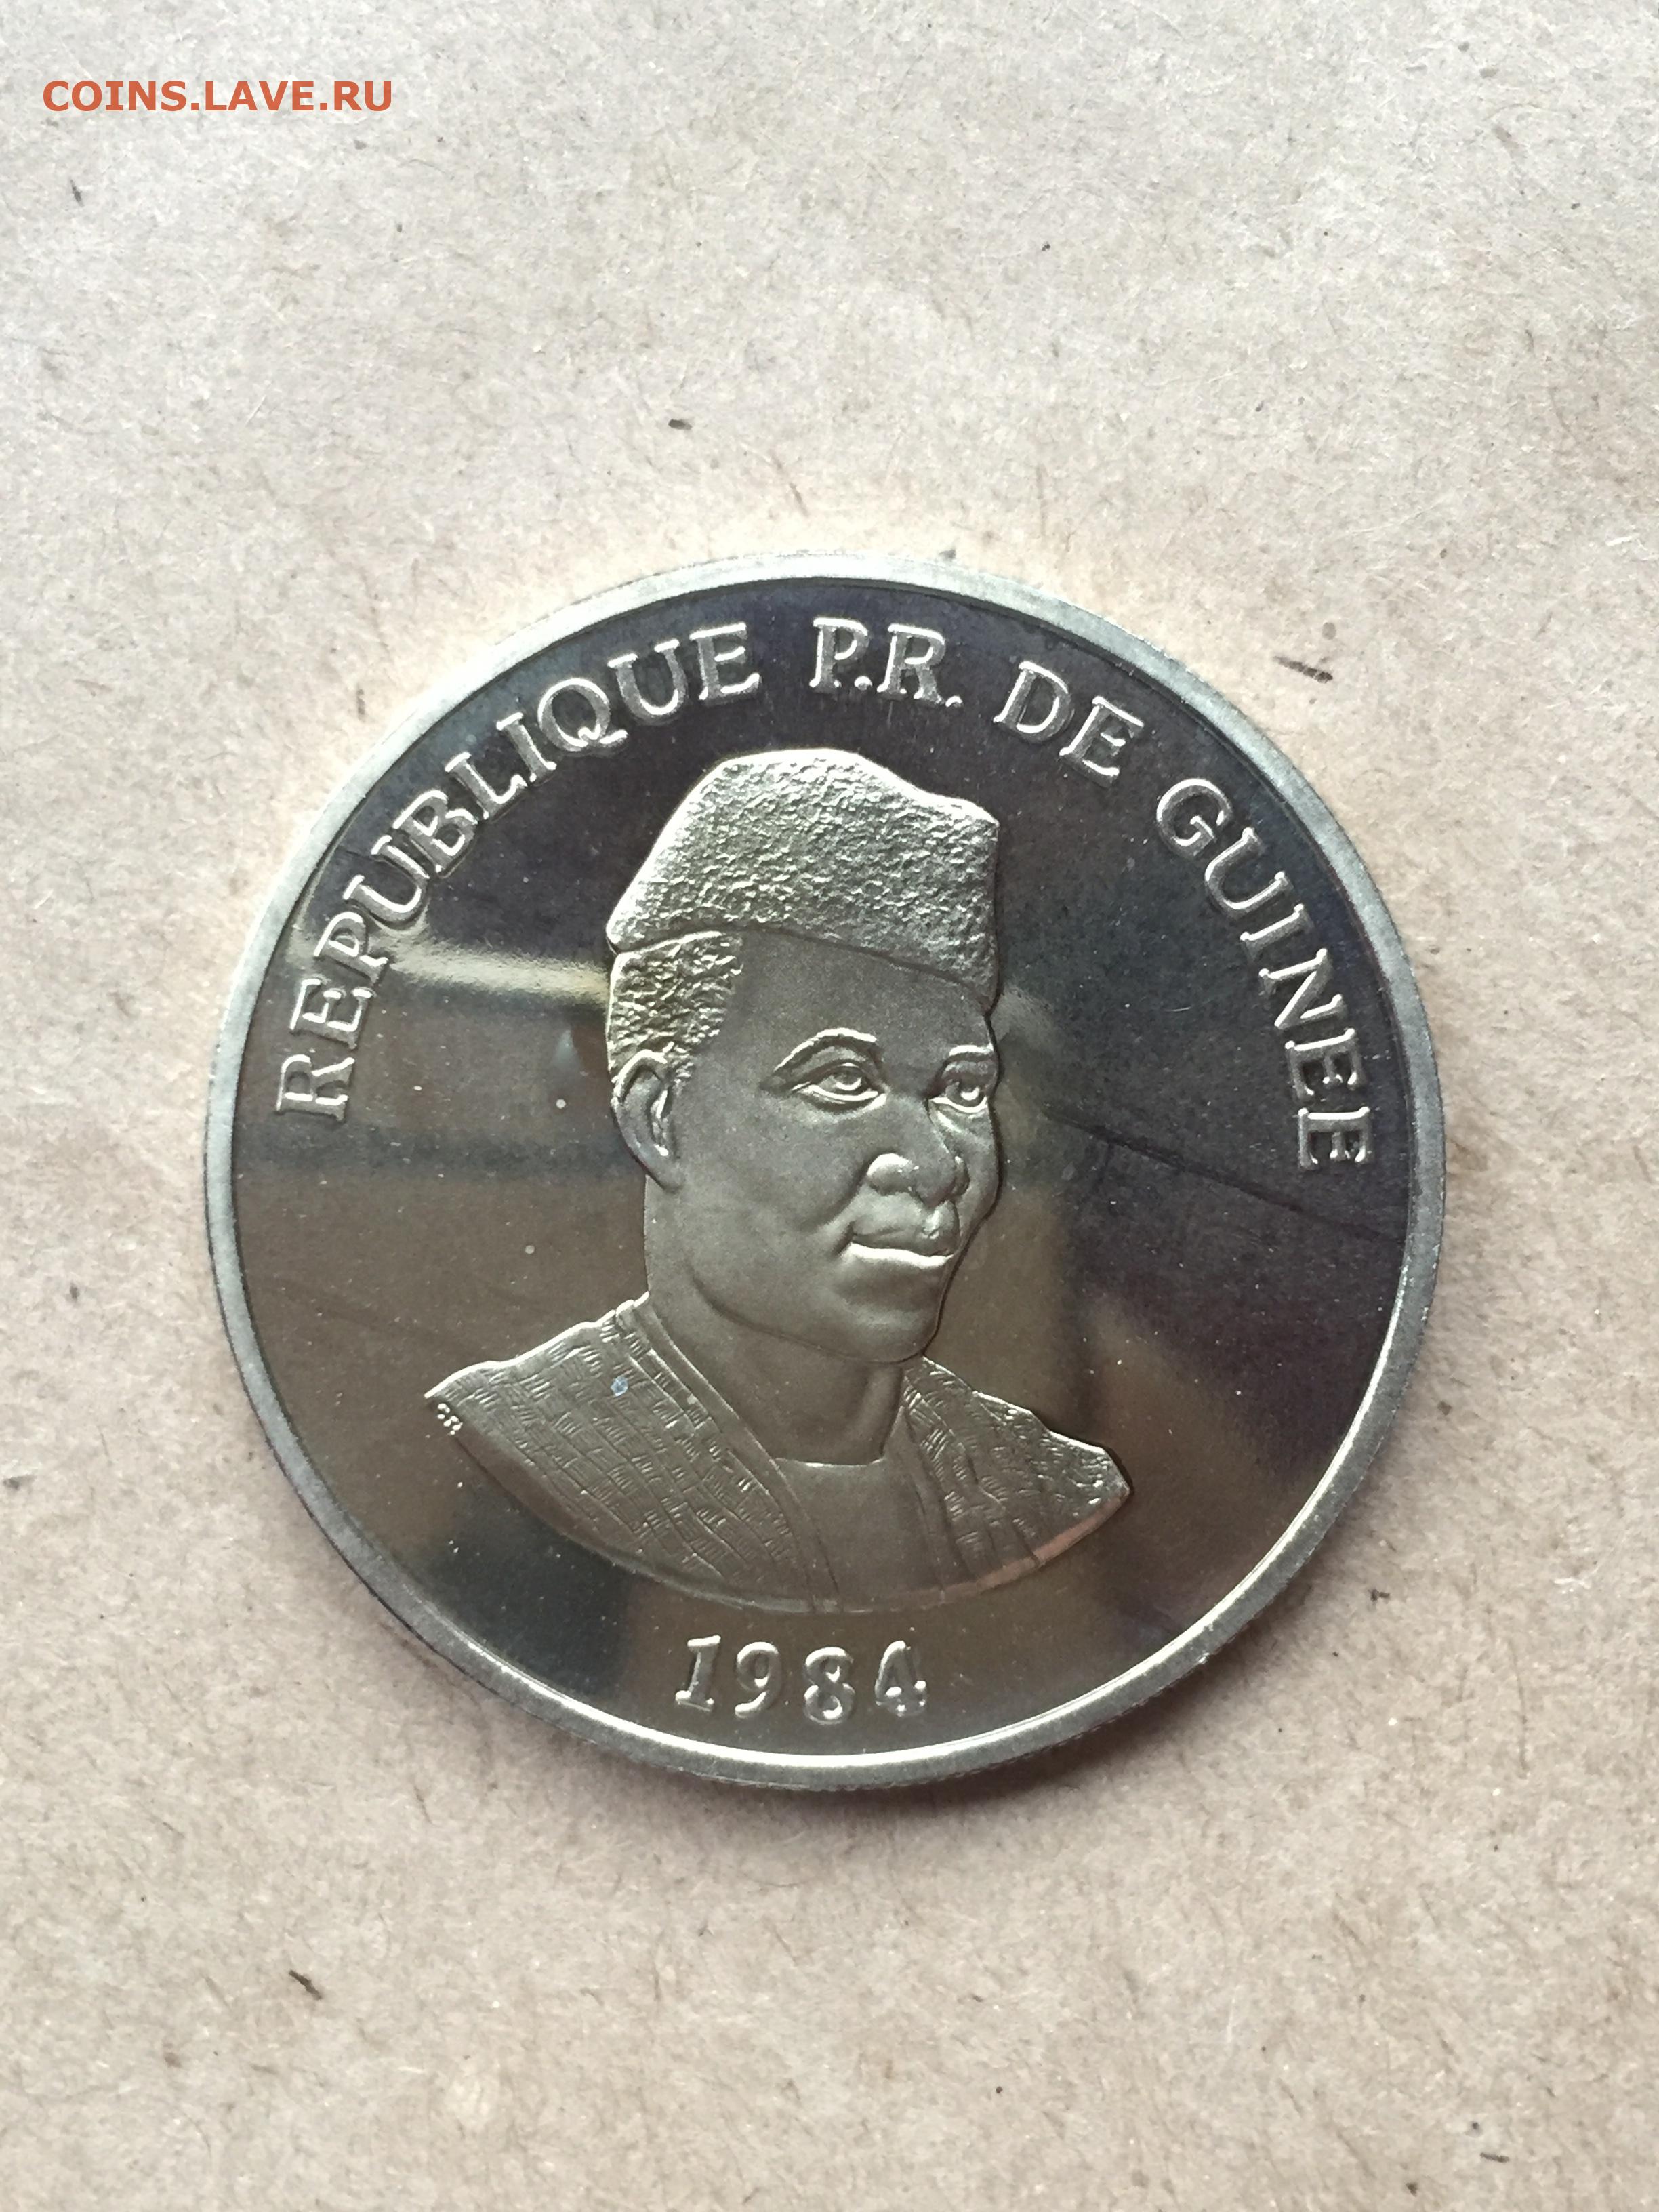 COINS.LAVE.RU
REPUBLIQUE P.R. DE GUINEE
1984